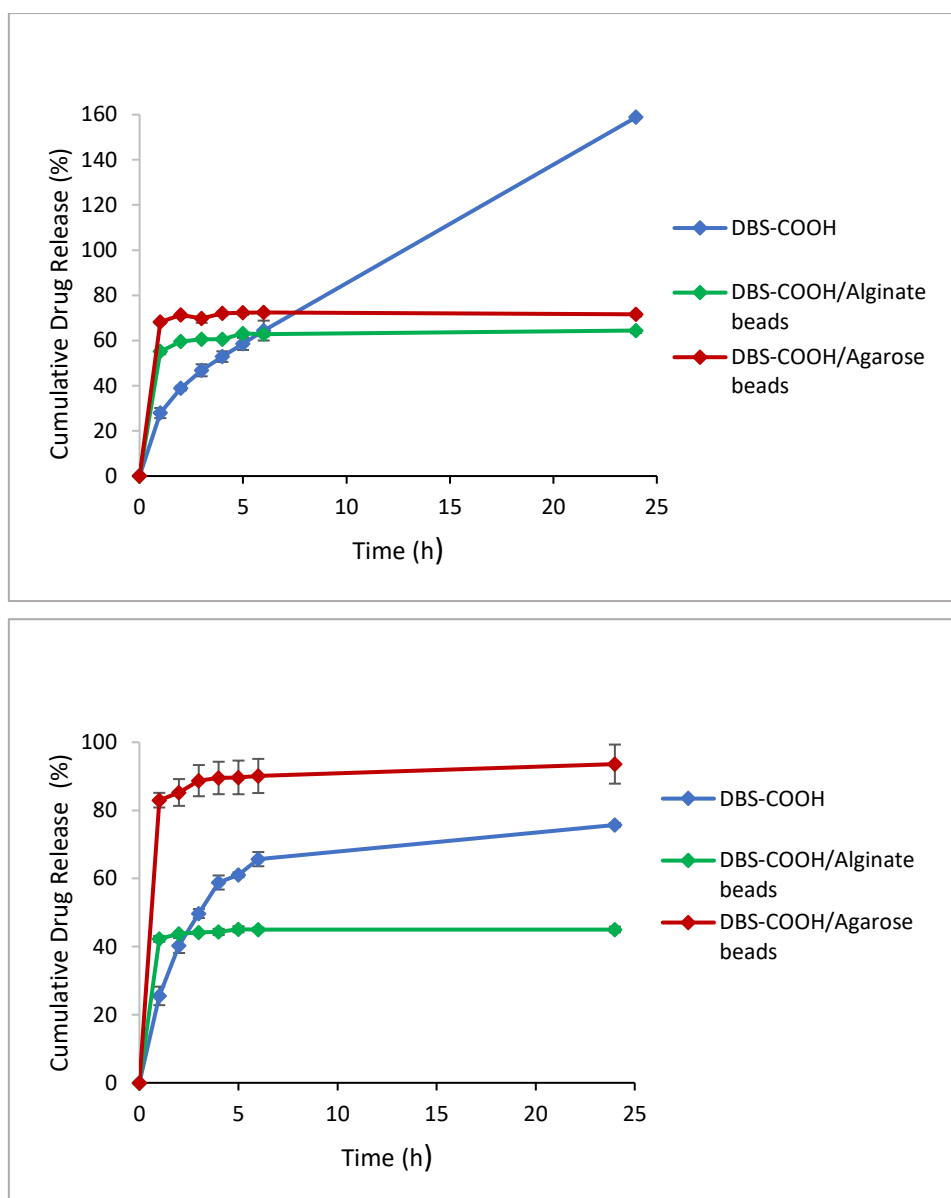 Cumulative Drug Release (%)
160
140
120
100
80
60
40
20
0
0 5 10 15 20 25
Time (h)
DBS-COOH
DBS-COOH/Alginate
beads
DBS-COOH/Agarose
beads
Cumulative Drug Release (%)
100
80
60
40
20
0
0 5 10 15 20 25
Time (h)
DBS-COOH
DBS-COOH/Alginate
beads
DBS-COOH/Agarose
beads